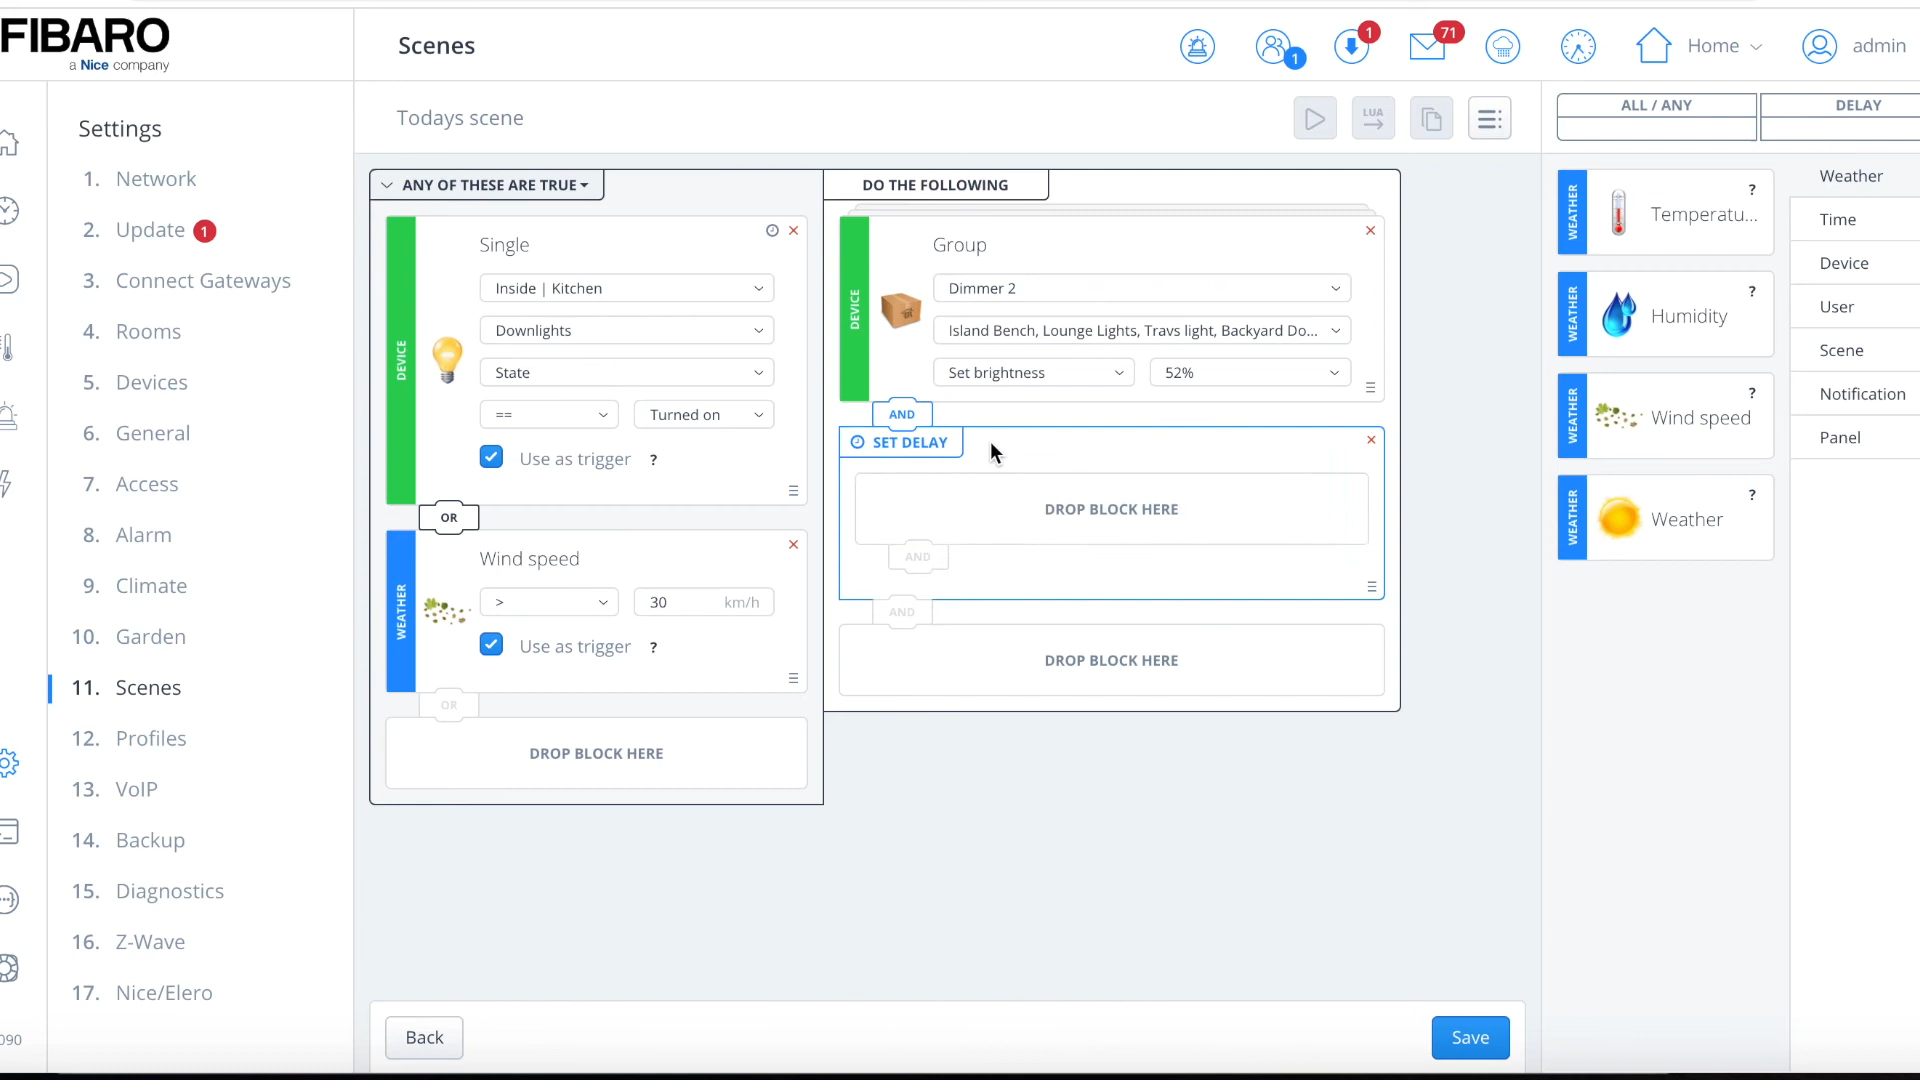 FIBARO
a Nice company
Scenes
1
1
71
Home
admin
Settings
1. Network
2. Update 1
3. Connect Gateways
4. Rooms
5. Devices
6. General
7. Access
8. Alarm
9. Climate
10. Garden
11. Scenes
12. Profiles
13. VoIP
14. Backup
15. Diagnostics
16. Z-Wave
17. Nice/Elero
090
Todays scene
LUA
ANY OF THESE ARE TRUE
DEVICE
Single
Inside | Kitchen
Downlights
State
== Turned on
Use as trigger ?
OR
WEATHER
Wind speed
> 30 km/h
Use as trigger ?
OR
DROP BLOCK HERE
DO THE FOLLOWING
DEVICE
Group
Dimmer 2
Island Bench, Lounge Lights, Travs light, Backyard Do...
Set brightness 52%
AND
SET DELAY
DROP BLOCK HERE
AND
AND
DROP BLOCK HERE
Back
Save
ALL / ANY
DELAY
WEATHER
Temperatu... ?
WEATHER
Humidity ?
WEATHER
Wind speed ?
WEATHER
Weather ?
Weather
Time
Device
User
Scene
Notification
Panel